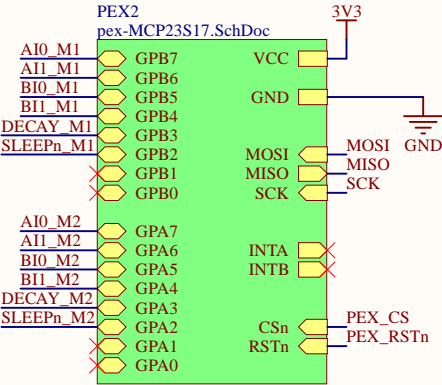 PEX2
pex-MCP23S17.SchDoc
3V3
AI0_M1 GPB7 VCC
AI1_M1 GPB6
BI0_M1 GPB5 GND
BI1_M1 GPB4
DECAY_M1 GPB3 GND
SLEEPn_M1 GPB2 MOSI MOSI
GPB1 MISO MISO
GPB0 SCK SCK
AI0_M2 GPA7
AI1_M2 GPA6 INTA
BI0_M2 GPA5 INTB
BI1_M2 GPA4
DECAY_M2 GPA3
SLEEPn_M2 GPA2 CSn PEX_CS
GPA1 RSTn PEX_RSTn
GPA0